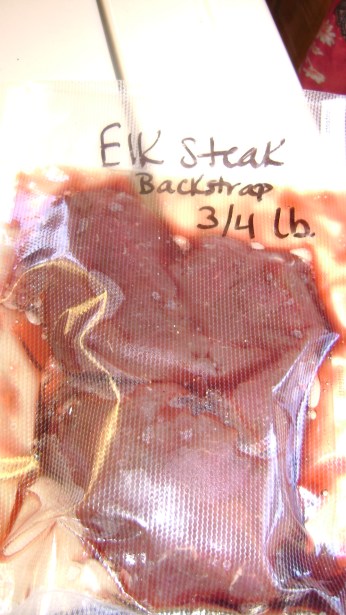 Elk Steak
Backstrap
3/4 lb.